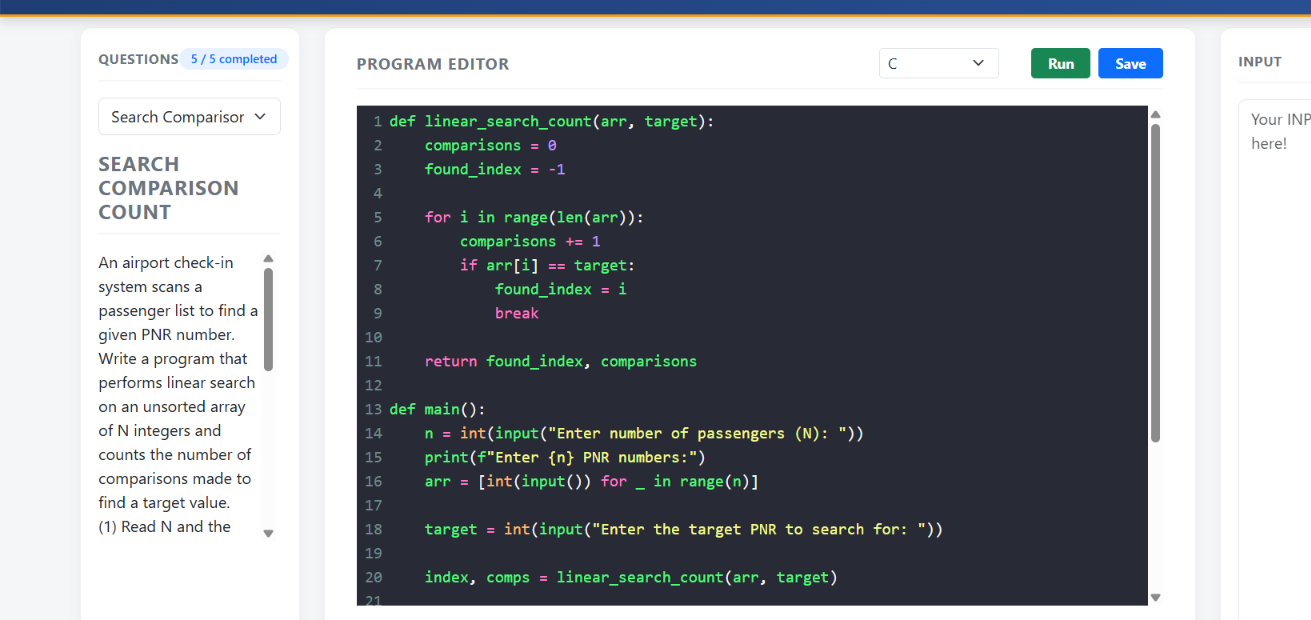 QUESTIONS 5 / 5 completed
Search Comparisor
SEARCH
COMPARISON
COUNT
An airport check-in
system scans a
passenger list to find a
given PNR number.
Write a program that
performs linear search
on an unsorted array
of N integers and
counts the number of
comparisons made to
find a target value.
(1) Read N and the
PROGRAM EDITOR
C
Run
Save
1 def linear_search_count(arr, target):
2     comparisons = 0
3     found_index = -1
4
5     for i in range(len(arr)):
6         comparisons += 1
7         if arr[i] == target:
8             found_index = i
9             break
10
11     return found_index, comparisons
12
13 def main():
14     n = int(input("Enter number of passengers (N): "))
15     print(f"Enter {n} PNR numbers:")
16     arr = [int(input()) for _ in range(n)]
17
18     target = int(input("Enter the target PNR to search for: "))
19
20     index, comps = linear_search_count(arr, target)
21
INPUT
Your INP
here!